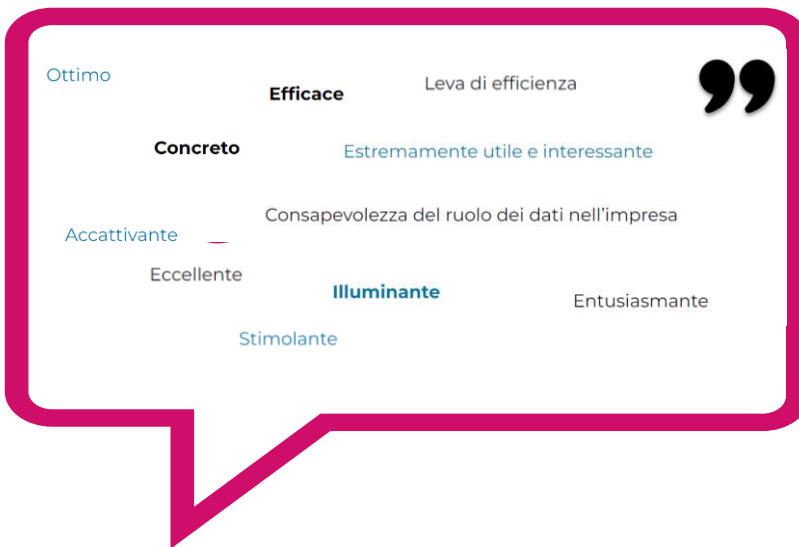 Ottimo
Efficace
Leva di efficienza
Concreto
Estremamente utile e interessante
Consapevolezza del ruolo dei dati nell'impresa
Accattivante
Eccellente
Illuminante
Entusiasmante
Stimolante